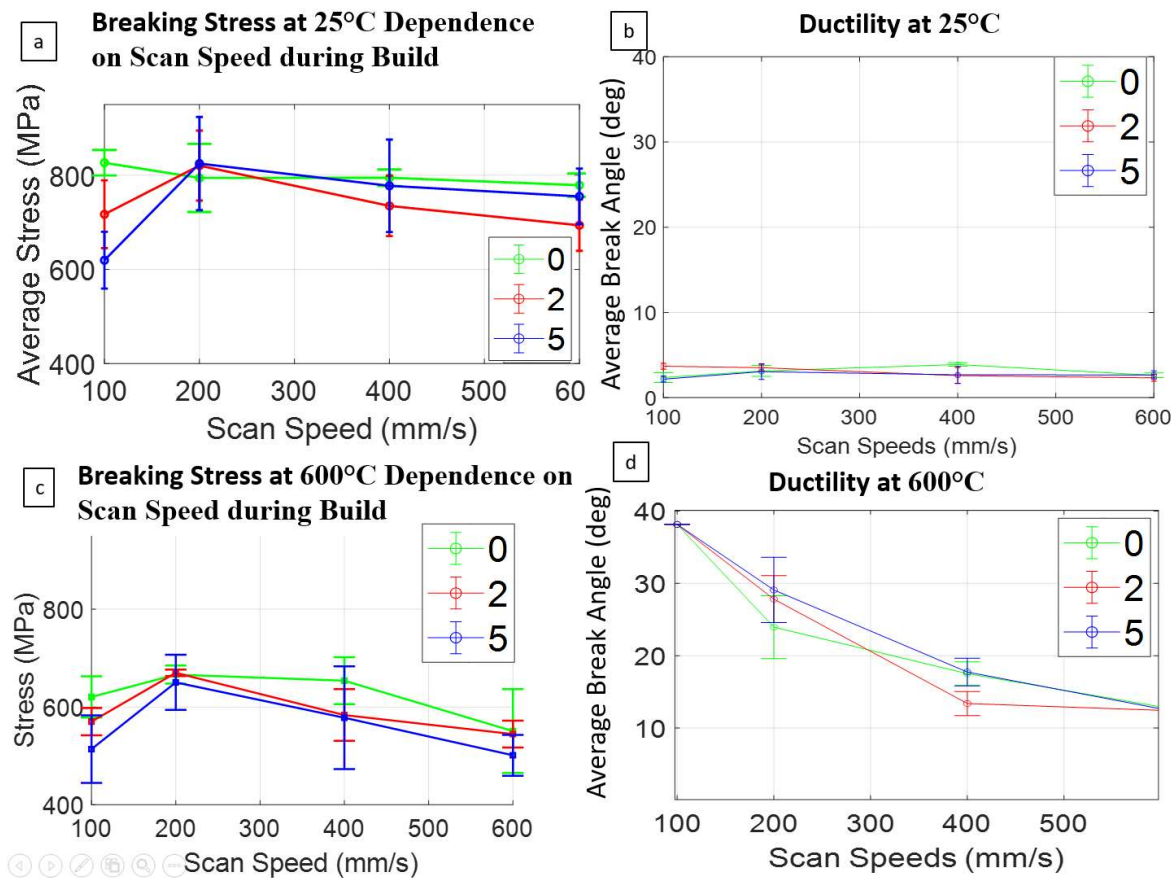 a
Breaking Stress at 25°C Dependence
on Scan Speed during Build
Average Stress (MPa)
800
600
400
100 200 300 400 500 60
Scan Speed (mm/s)
0
2
5
b
Ductility at 25°C
Average Break Angle (deg)
40
30
20
10
0
100 200 300 400 500 600
Scan Speeds (mm/s)
0
2
5
c
Breaking Stress at 600°C Dependence on
Scan Speed during Build
Stress (MPa)
800
600
400
100 200 300 400 500 600
Scan Speed (mm/s)
0
2
5
d
Ductility at 600°C
Average Break Angle (deg)
40
30
20
10
100 200 300 400 500
Scan Speeds (mm/s)
0
2
5